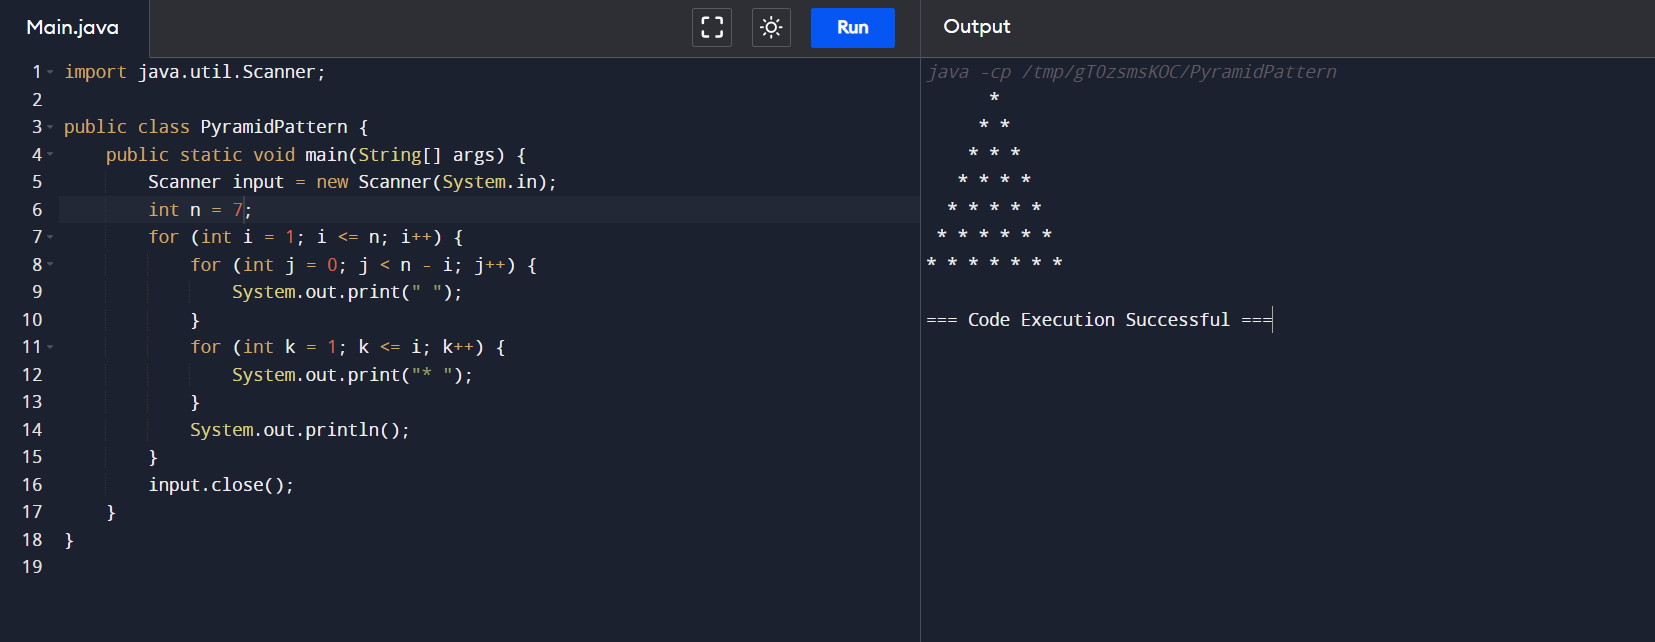 Main.java
Run
Output
1 import java.util.Scanner;
2
3 public class PyramidPattern {
4     public static void main(String[] args) {
5         Scanner input = new Scanner(System.in);
6         int n = 7;
7         for (int i = 1; i <= n; i++) {
8             for (int j = 0; j < n - i; j++) {
9                 System.out.print(" ");
10             }
11             for (int k = 1; k <= i; k++) {
12                 System.out.print("* ");
13             }
14             System.out.println();
15         }
16         input.close();
17     }
18 }
19
java -cp /tmp/gT0zsmsKOC/PyramidPattern
      *
     * *
    * * *
   * * * *
  * * * * *
 * * * * * *
* * * * * * *
=== Code Execution Successful ===